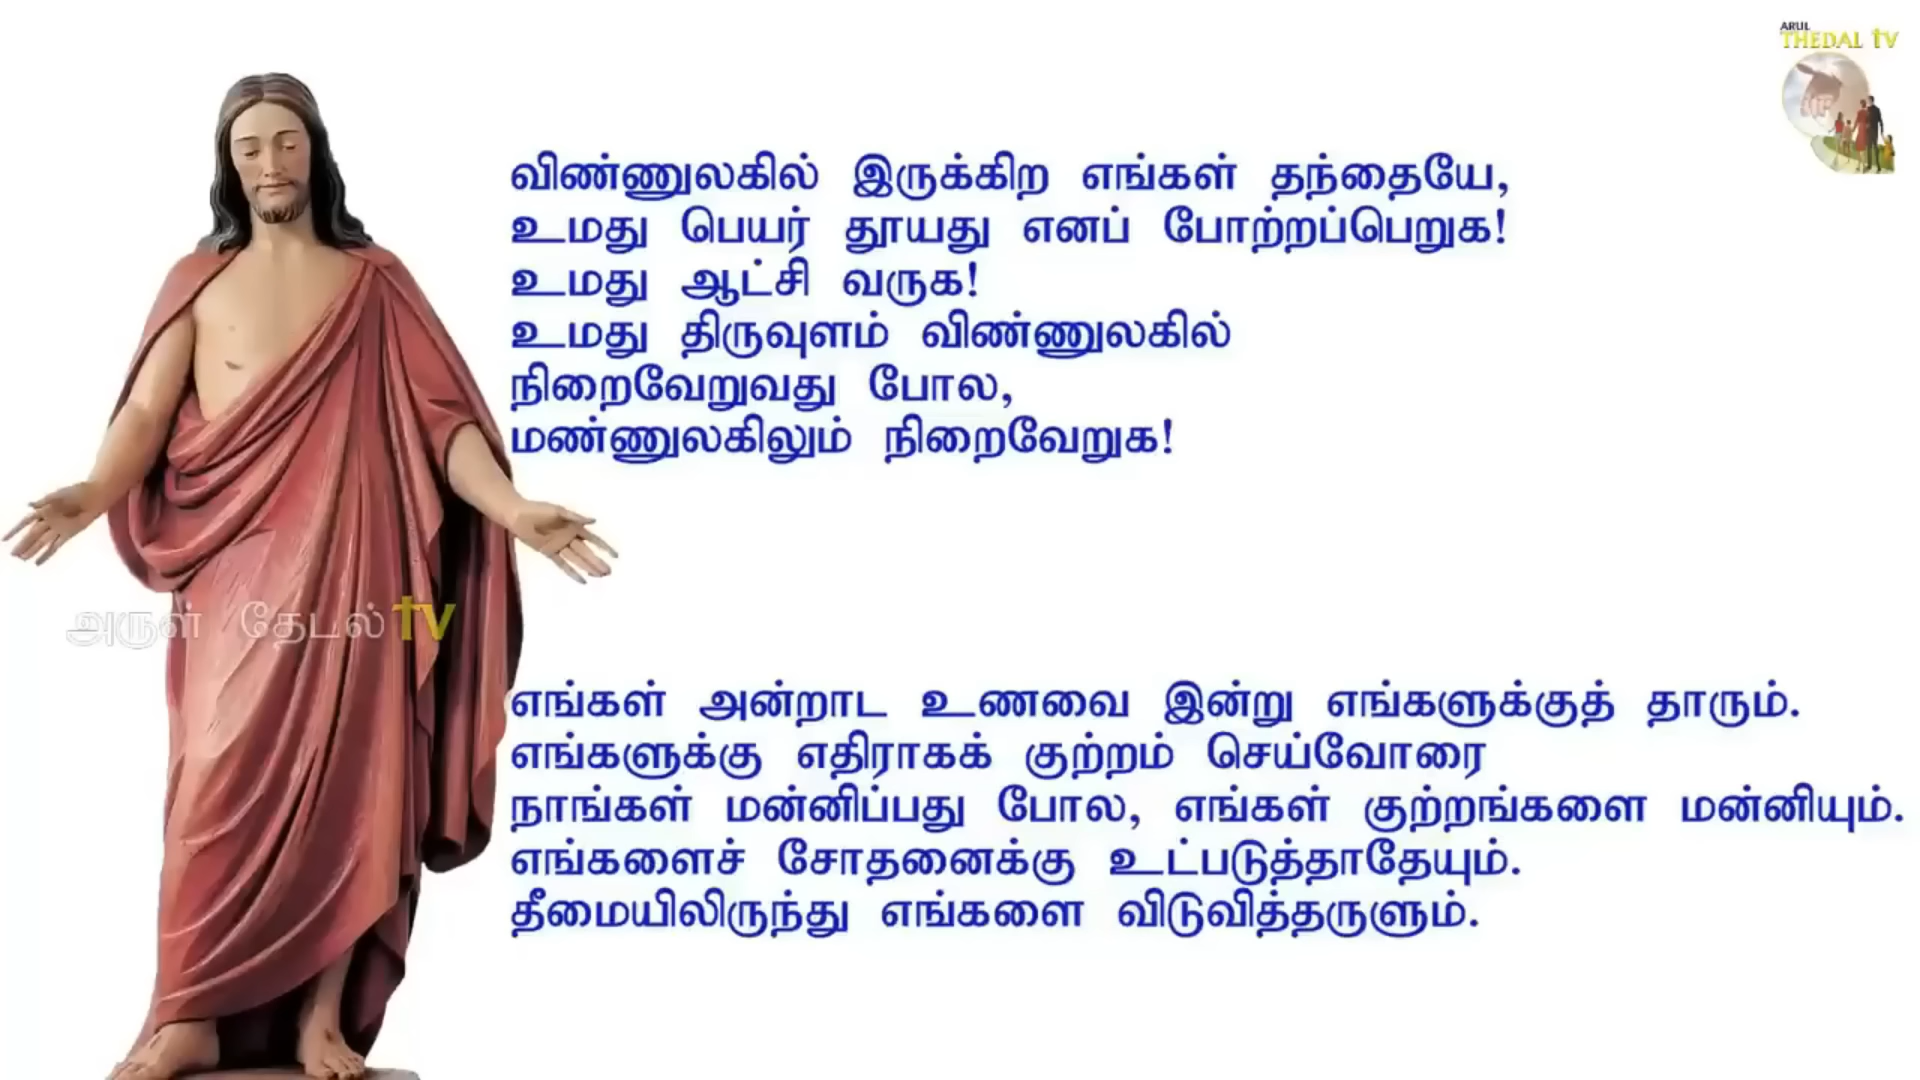 ARUL
THEDAL TV
விண்ணுலகில் இருக்கிற எங்கள் தந்தையே,
உமது பெயர் தூயது எனப் போற்றப்பெறுக!
உமது ஆட்சி வருக!
உமது திருவுளம் விண்ணுலகில்
நிறைவேறுவது போல,
மண்ணுலகிலும் நிறைவேறுக!
அருள் தேடல் TV
எங்கள் அன்றாட உணவை இன்று எங்களுக்குத் தாரும்.
எங்களுக்கு எதிராகக் குற்றம் செய்வோரை
நாங்கள் மன்னிப்பது போல, எங்கள் குற்றங்களை மன்னியும்.
எங்களைச் சோதனைக்கு உட்படுத்தாதேயும்.
தீமையிலிருந்து எங்களை விடுவித்தருளும்.